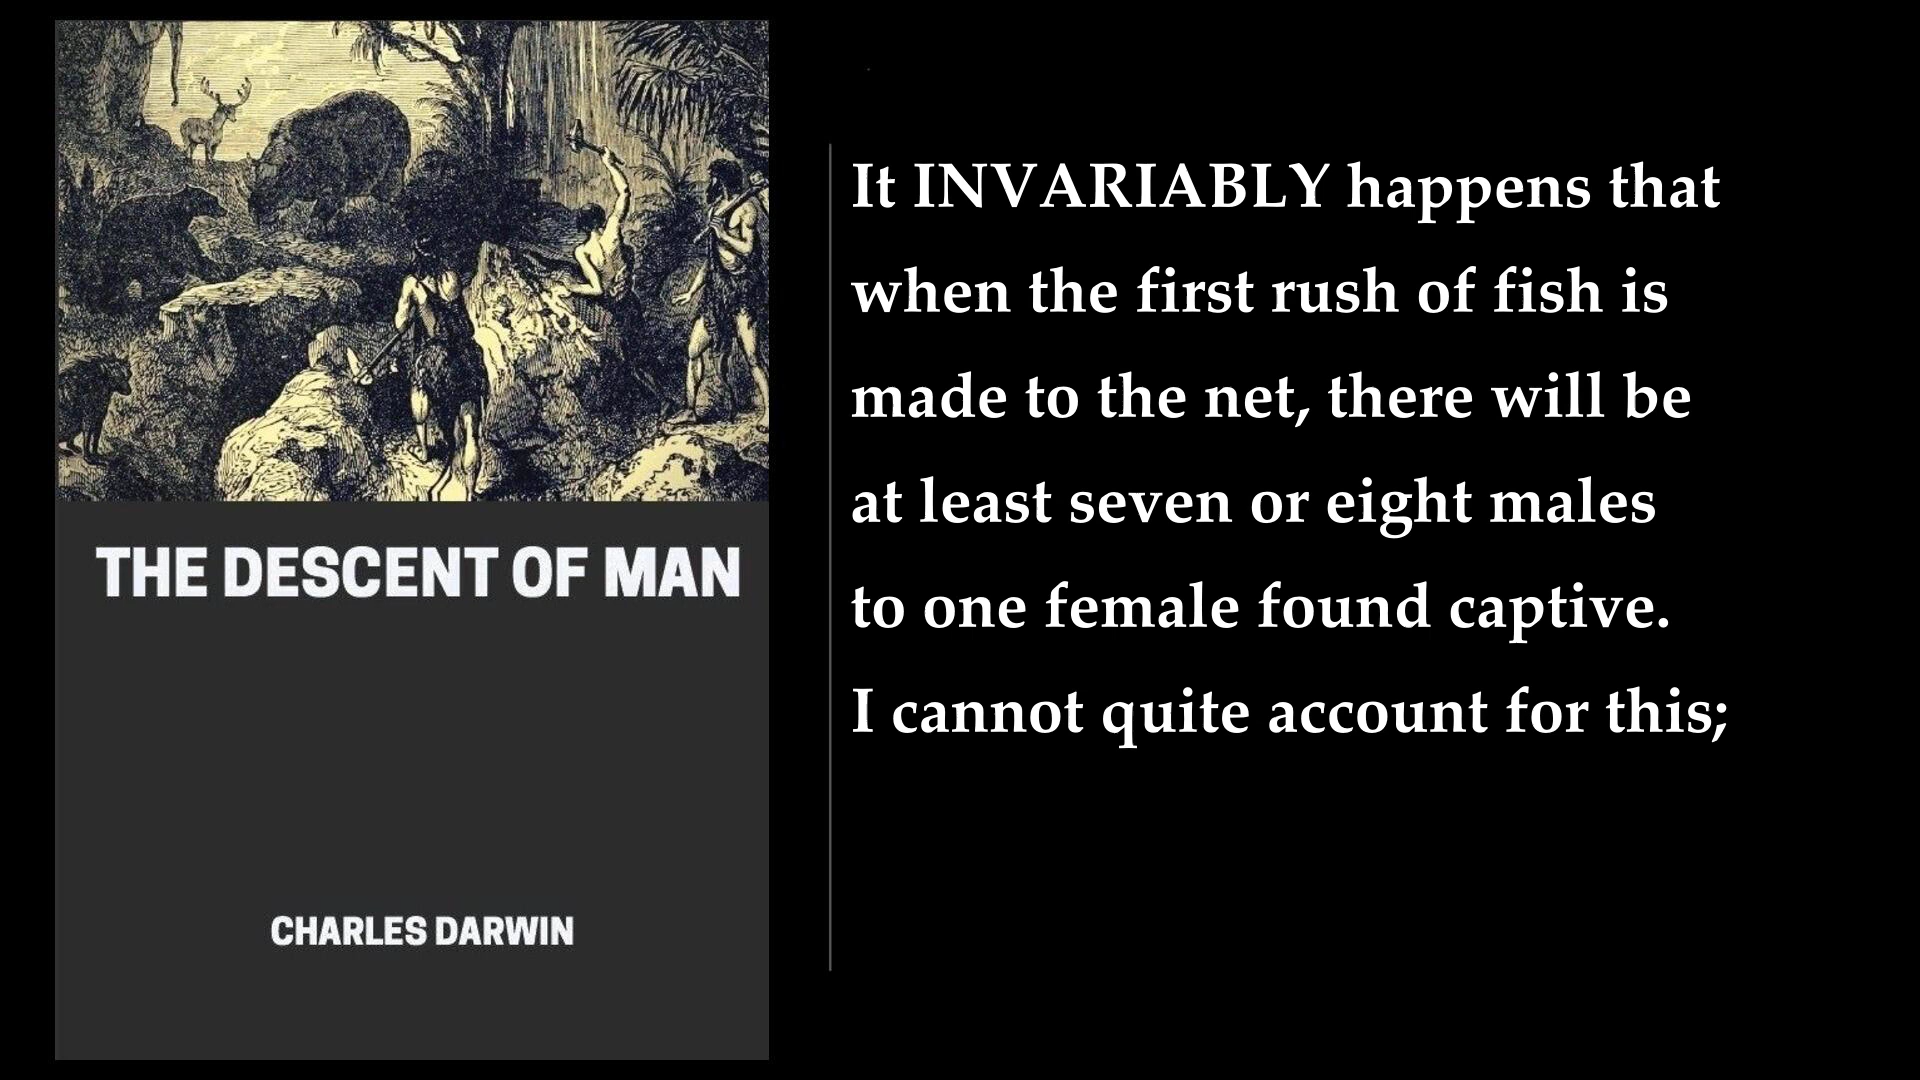 THE DESCENT OF MAN
CHARLES DARWIN
It INVARIABLY happens that
when the first rush of fish is
made to the net, there will be
at least seven or eight males
to one female found captive.
I cannot quite account for this;